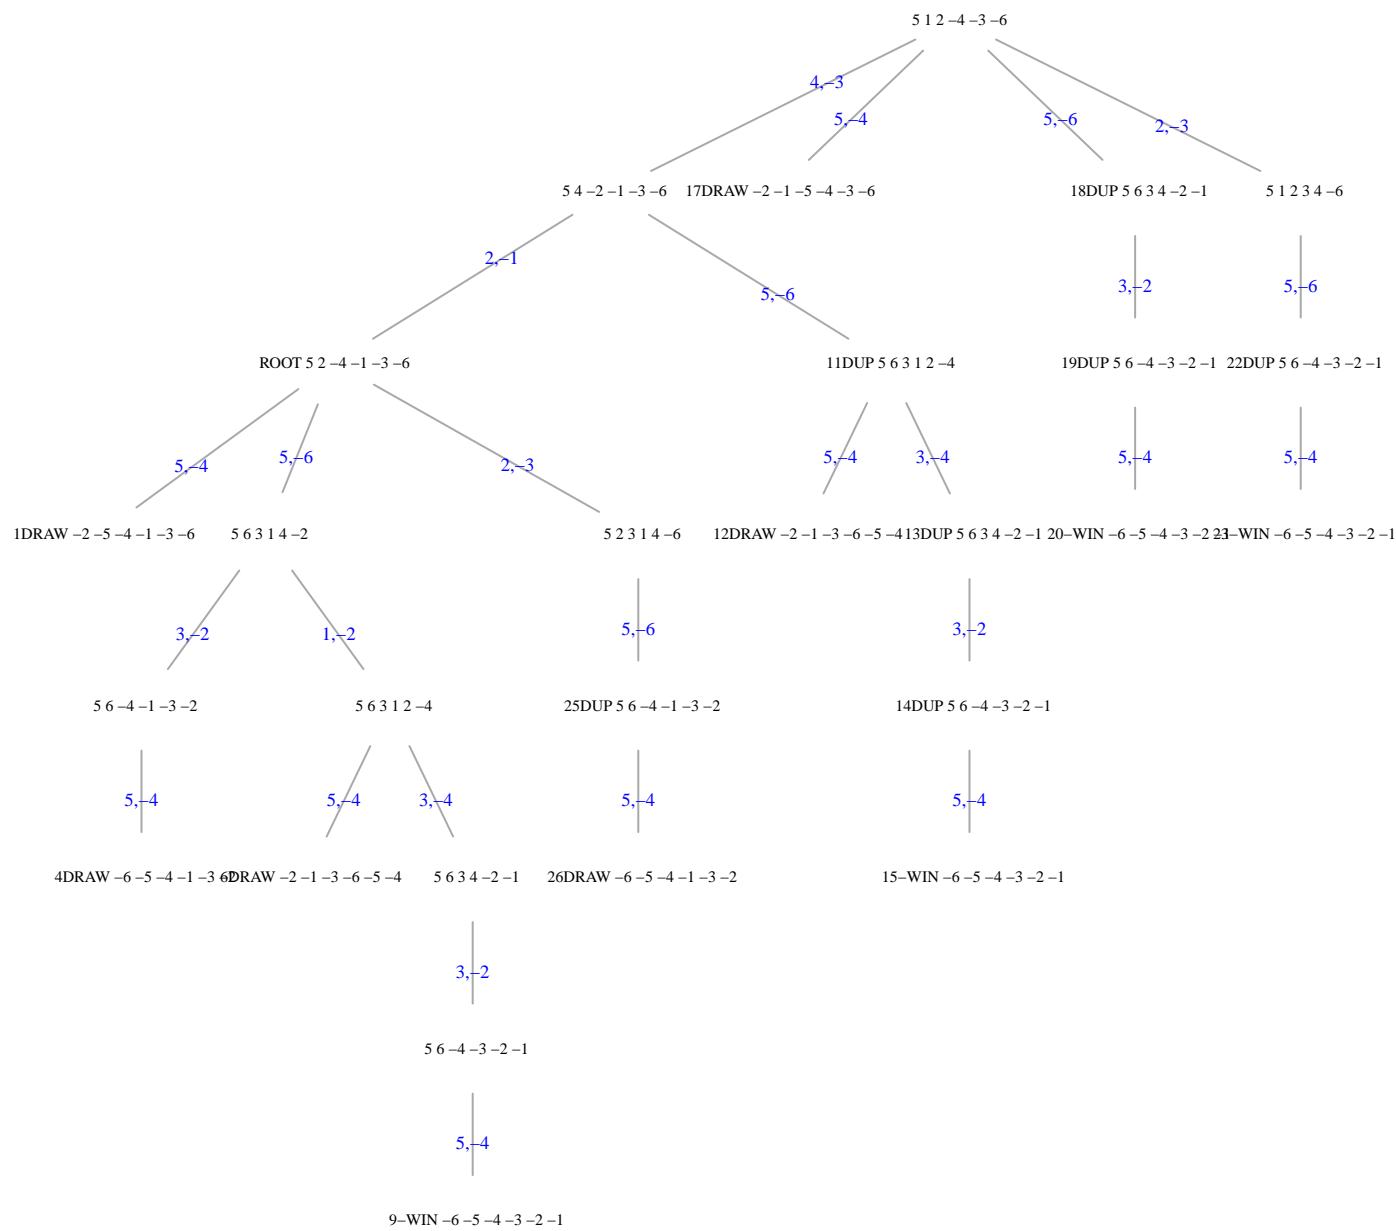 5 1 2 –4 –3 –6
4,–3
5,–4
5,–6
2,–3
5 4 –2 –1 –3 –6
17DRAW –2 –1 –5 –4 –3 –6
18DUP 5 6 3 4 –2 –1
5 1 2 3 4 –6
2,–1
5,–6
3,–2
5,–6
ROOT 5 2 –4 –1 –3 –6
11DUP 5 6 3 1 2 –4
19DUP 5 6 –4 –3 –2 –1
22DUP 5 6 –4 –3 –2 –1
5,–4
5,–6
2,–3
5,–4
3,–4
5,–4
5,–4
1DRAW –2 –5 –4 –1 –3 –6
5 6 3 1 4 –2
5 2 3 1 4 –6
12DRAW –2 –1 –3 –6 –5 –4
13DUP 5 6 3 4 –2 –1
20–WIN –6 –5 –4 –3 –2 –1
23–WIN –6 –5 –4 –3 –2 –1
3,–2
1,–2
5,–6
3,–2
5 6 –4 –1 –3 –2
5 6 3 1 2 –4
25DUP 5 6 –4 –1 –3 –2
14DUP 5 6 –4 –3 –2 –1
5,–4
5,–4
3,–4
5,–4
5,–4
4DRAW –6 –5 –4 –1 –3 –2
6DRAW –2 –1 –3 –6 –5 –4
5 6 3 4 –2 –1
26DRAW –6 –5 –4 –1 –3 –2
15–WIN –6 –5 –4 –3 –2 –1
3,–2
5 6 –4 –3 –2 –1
5,–4
9–WIN –6 –5 –4 –3 –2 –1